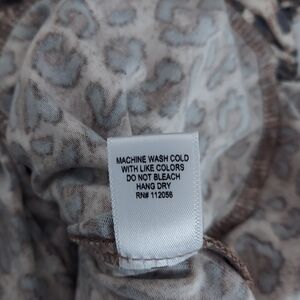 MACHINE WASH COLD
WITH LIKE COLORS
DO NOT BLEACH
HANG DRY
RN# 112056